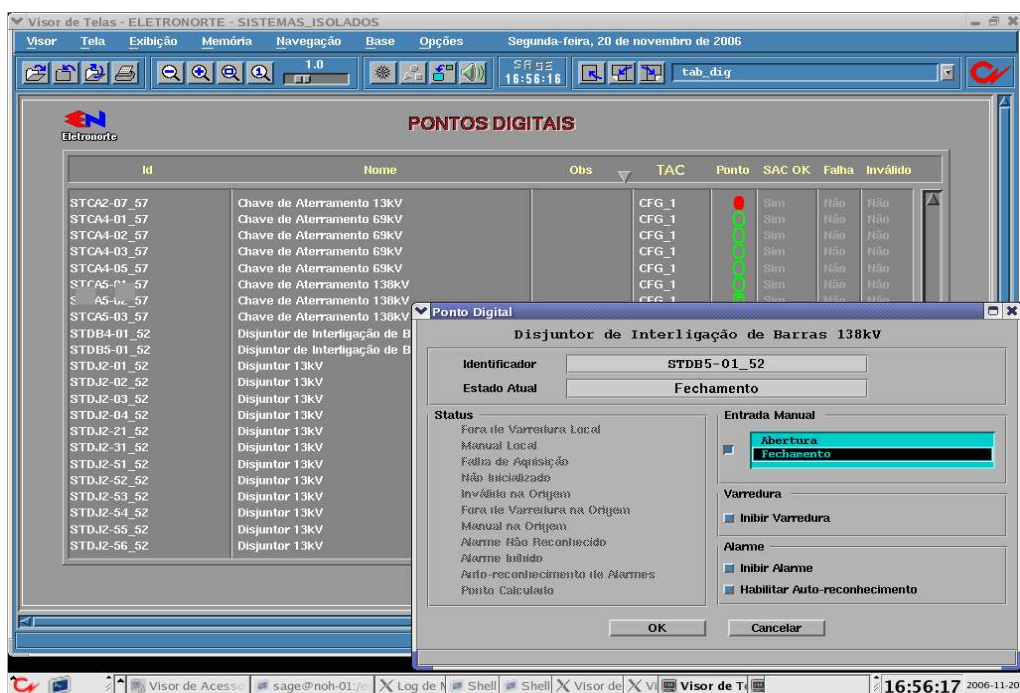 Visor de Telas - ELETRONORTE - SISTEMAS_ISOLADOS
Visor Tela Exibição Memória Navegação Base Opções Segunda-feira, 20 de novembro de 2006
1.0
SAGE
16:56:16
tab_dig
Eletronorte
PONTOS DIGITAIS
Id Nome Obs TAC Ponto SAC OK Falha Inválido
STCA2-07_57 Chave de Aterramento 13kV CFG_1 Sim Não Não
STCA4-01_57 Chave de Aterramento 69kV CFG_1 Sim Não Não
STCA4-02_57 Chave de Aterramento 69kV CFG_1 Sim Não Não
STCA4-03_57 Chave de Aterramento 69kV CFG_1 Sim Não Não
STCA4-05_57 Chave de Aterramento 69kV CFG_1 Sim Não Não
STCA5-01_57 Chave de Aterramento 138kV CFG_1 Sim Não Não
A5-02_57 Chave de Aterramento 138kV CFG_1 Sim Não Não
STCA5-03_57 Chave de Aterramento 138kV
STDB4-01_52 Disjuntor de Interligação de B
STDB5-01_52 Disjuntor de Interligação de B
STDJ2-01_52 Disjuntor 13kV
STDJ2-02_52 Disjuntor 13kV
STDJ2-03_52 Disjuntor 13kV
STDJ2-04_52 Disjuntor 13kV
STDJ2-21_52 Disjuntor 13kV
STDJ2-31_52 Disjuntor 13kV
STDJ2-51_52 Disjuntor 13kV
STDJ2-52_52 Disjuntor 13kV
STDJ2-53_52 Disjuntor 13kV
STDJ2-54_52 Disjuntor 13kV
STDJ2-55_52 Disjuntor 13kV
STDJ2-56_52 Disjuntor 13kV
Ponto Digital
Disjuntor de Interligação de Barras 138kV
Identificador STDB5-01_52
Estado Atual Fechamento
Status
Fora de Varredura Local
Manual Local
Falha de Aquisição
Não Inicializado
Inválido na Origem
Fora de Varredura na Origem
Manual na Origem
Alarme Não Reconhecido
Alarme Inibido
Auto-reconhecimento de Alarmes
Ponto Calculado
Entrada Manual
Abertura
Fechamento
Varredura
Inibir Varredura
Alarme
Inibir Alarme
Habilitar Auto-reconhecimento
OK Cancelar
Visor de Acesso sage@noh-01:/ Log de Shell Shell Visor de Vi Visor de Te 16:56:17 2006-11-20